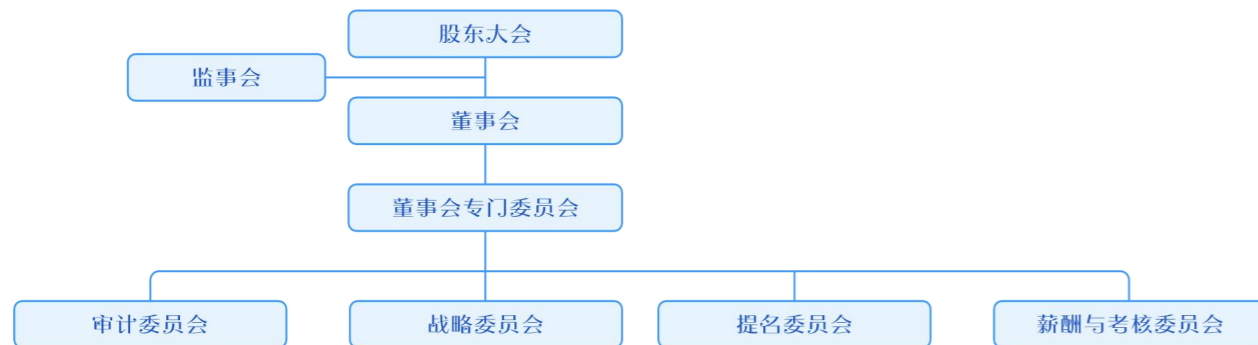 股东大会
监事会
董事会
董事会专门委员会
审计委员会
战略委员会
提名委员会
薪酬与考核委员会